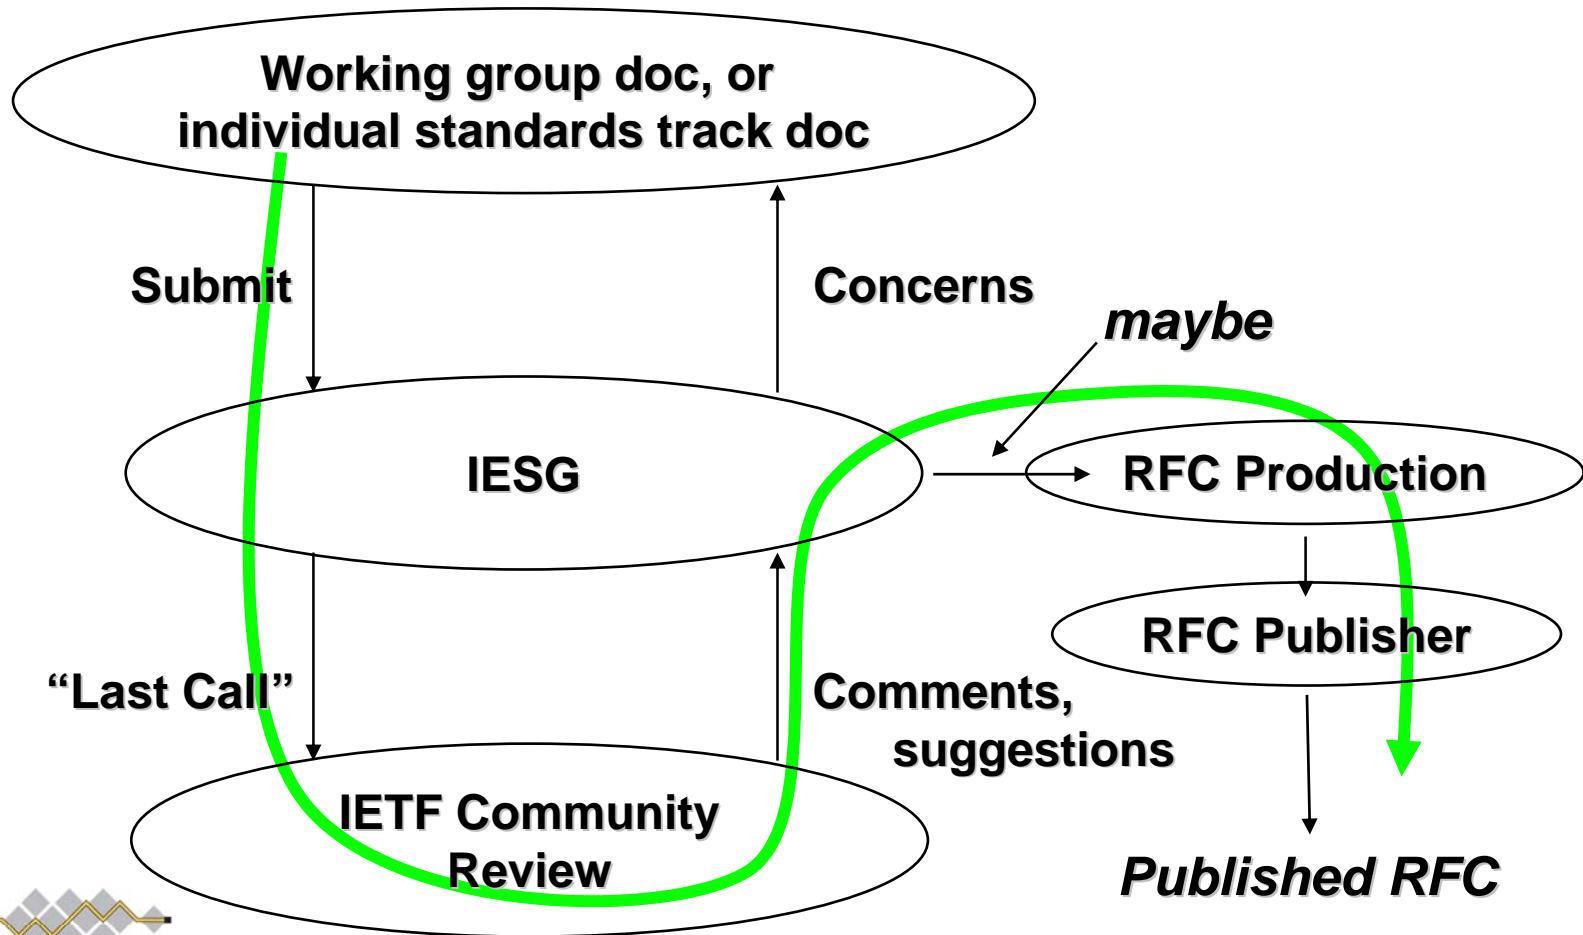 Working group doc, or
individual standards track doc
Submit
Concerns
maybe
IESG
RFC Production
RFC Publisher
“Last Call”
Comments,
suggestions
IETF Community
Review
Published RFC